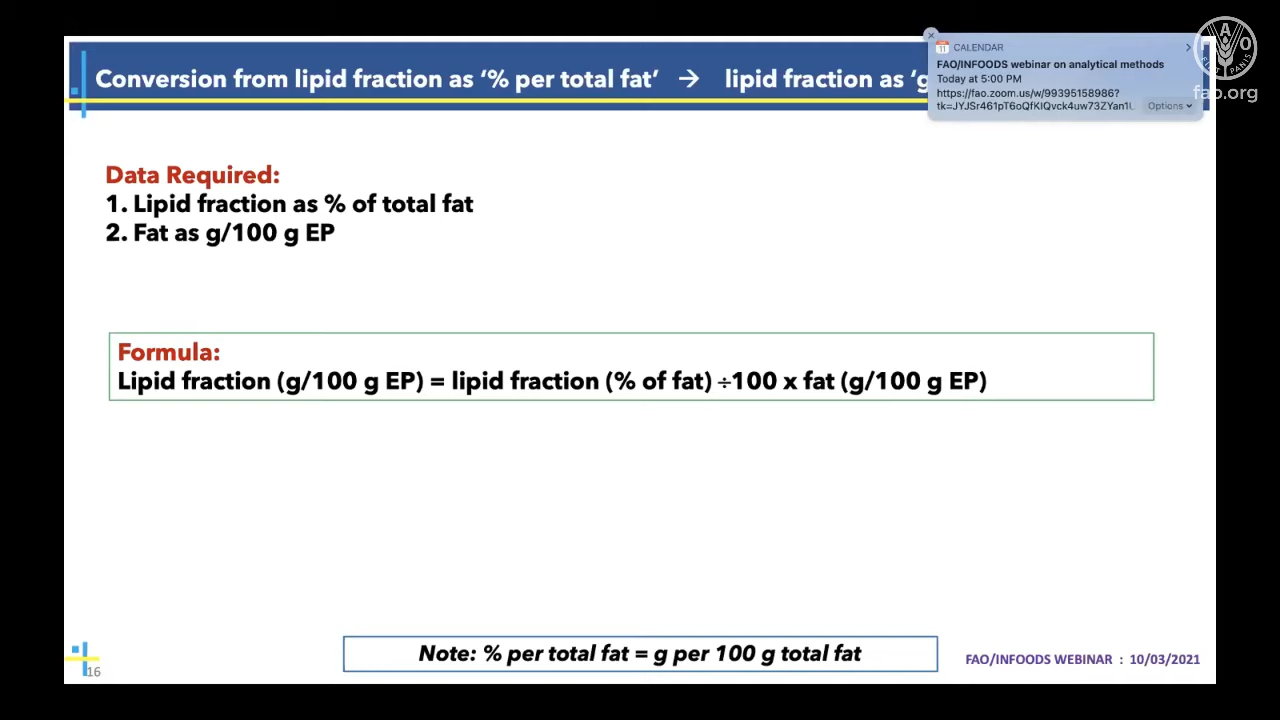 Conversion from lipid fraction as ‘% per total fat’ → lipid fraction as ‘g
CALENDAR
FAO/INFOODS webinar on analytical methods
Today at 5:00 PM
https://fao.zoom.us/w/99395158986?
Options
FAO
FIAT PANIS
fao.org
Data Required:
1. Lipid fraction as % of total fat
2. Fat as g/100 g EP
Formula:
Lipid fraction (g/100 g EP) = lipid fraction (% of fat) ÷100 x fat (g/100 g EP)
Note: % per total fat = g per 100 g total fat
FAO/INFOODS WEBINAR : 10/03/2021
16